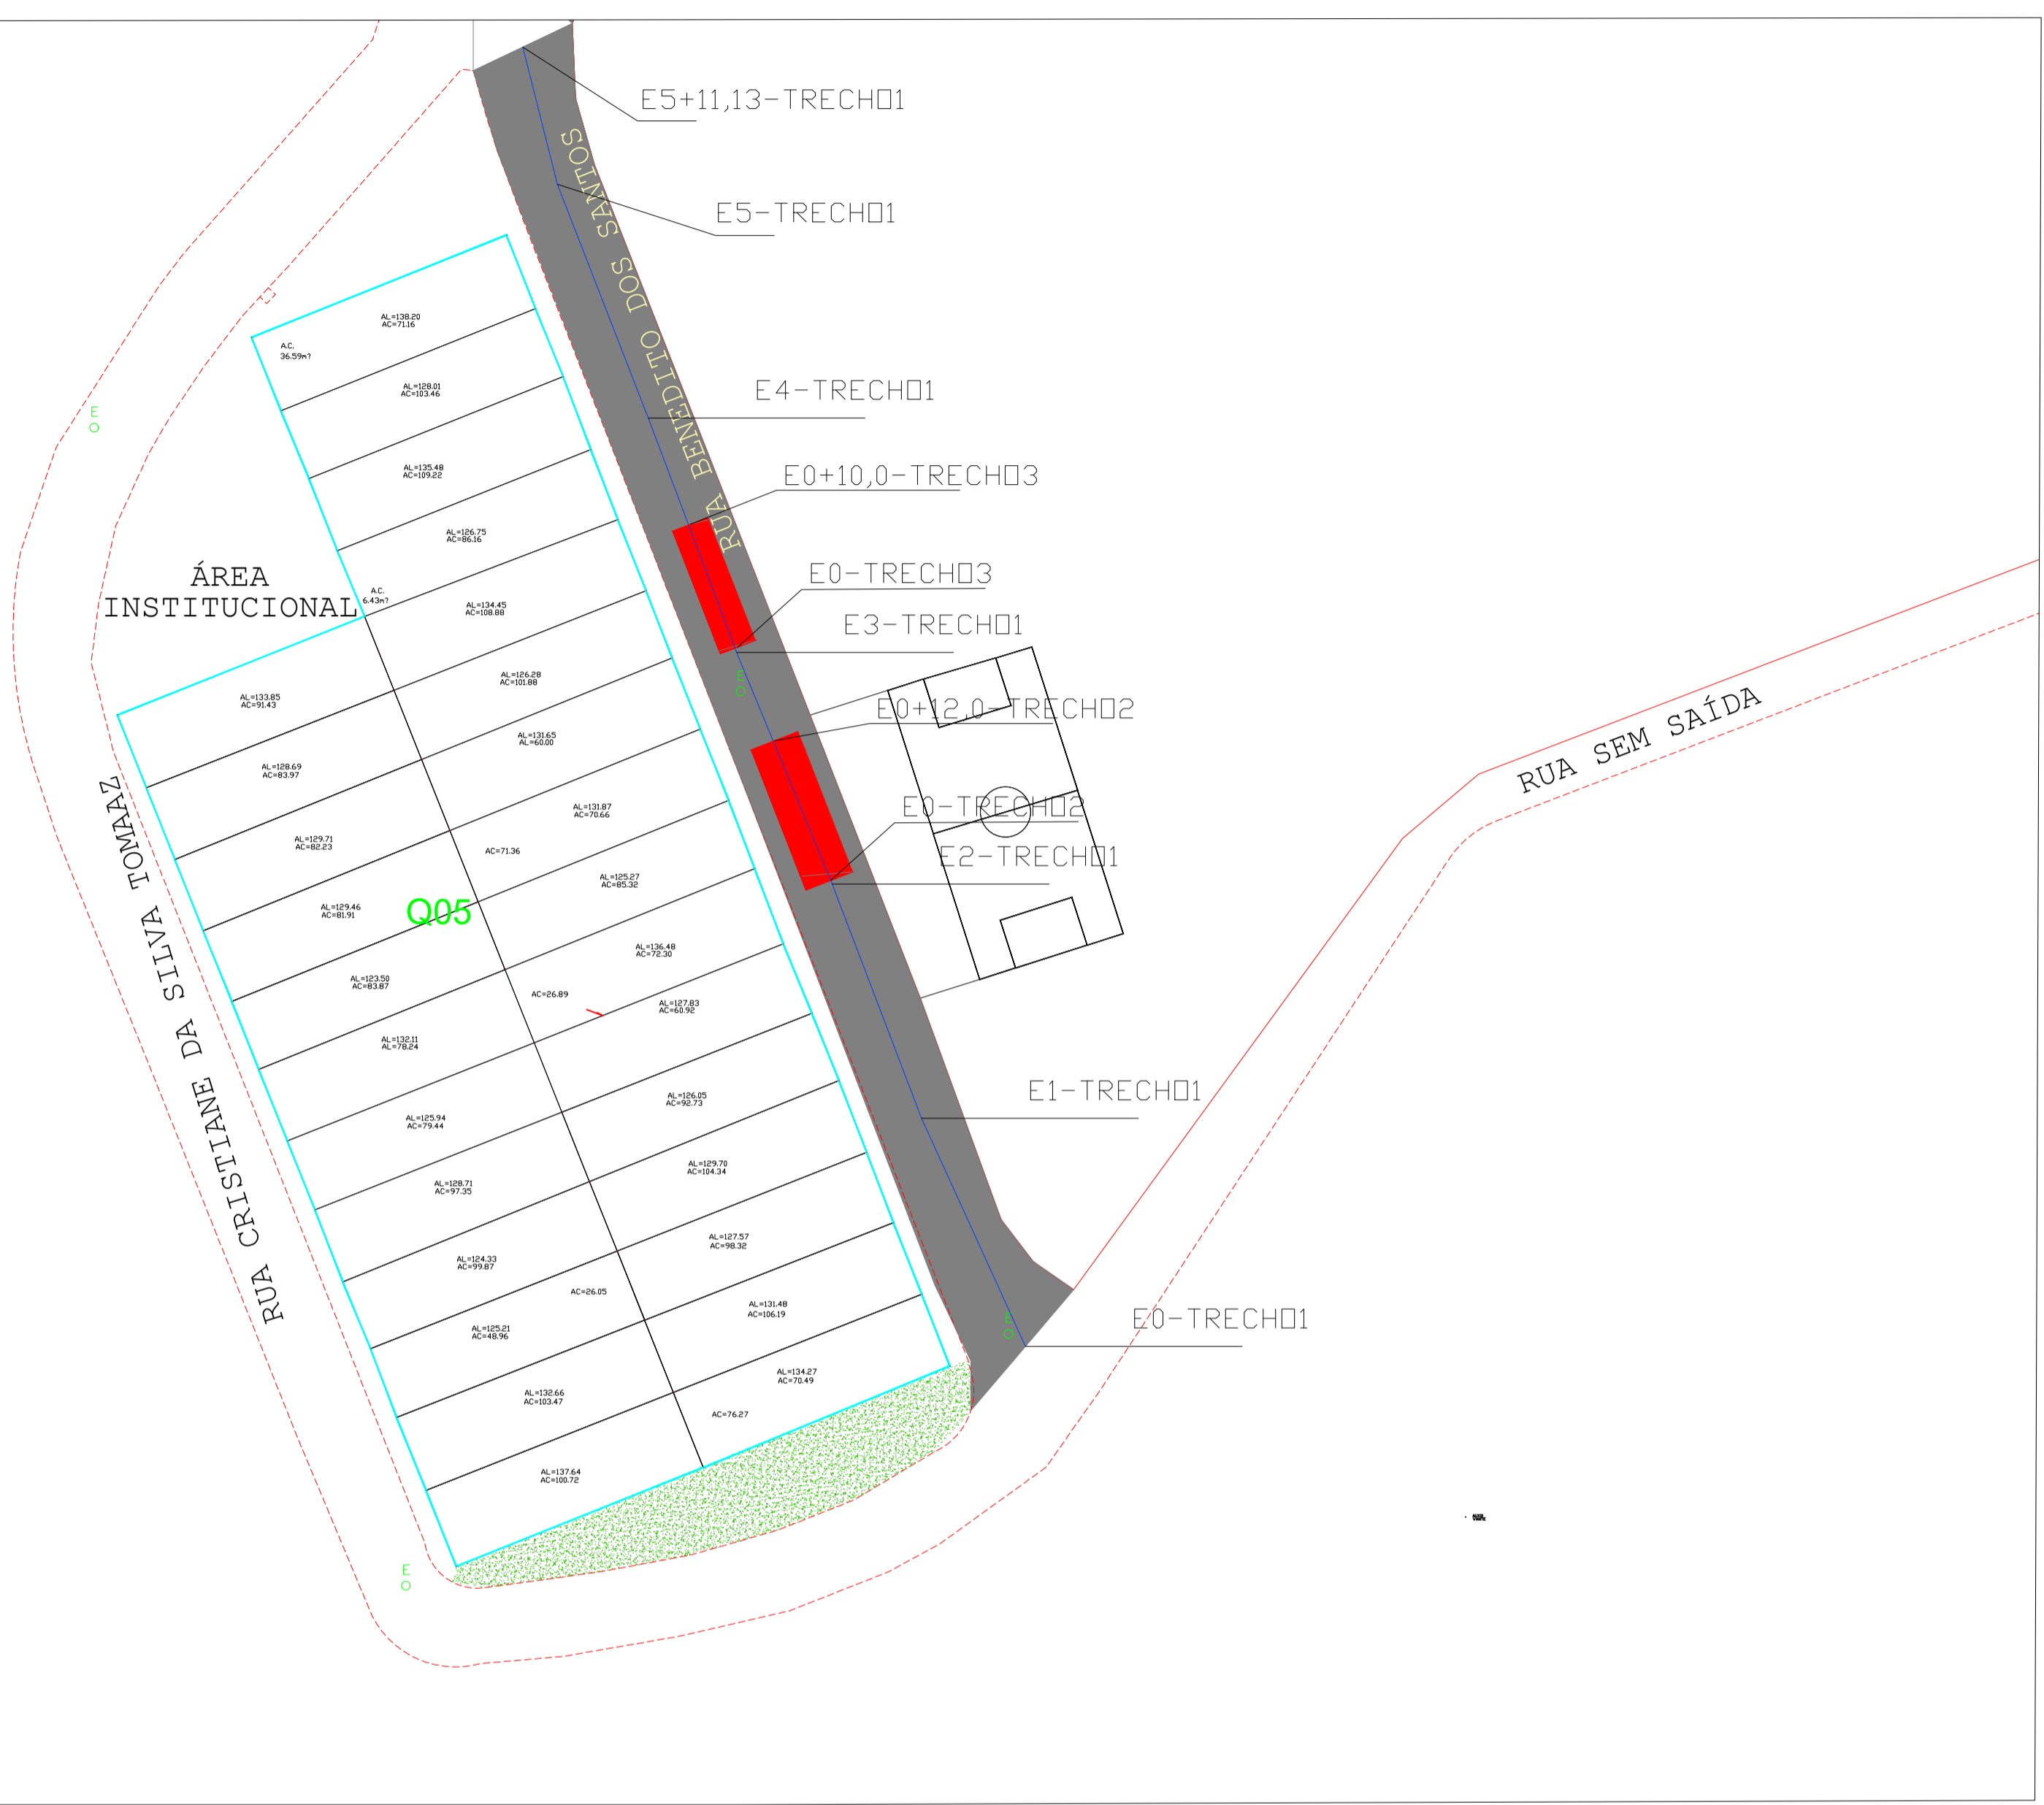 E5+11,13-TRECHO1
E5-TRECHO1
RUA BENEDITO DOS SANTOS
E4-TRECHO1
E0+10,0-TRECHO3
E0-TRECHO3
E3-TRECHO1
E
E0+12,0-TRECHO2
E0-TRECHO2
E2-TRECHO1
E1-TRECHO1
E
E0-TRECHO1
RUA SEM SAÍDA
E
AL=138.20
AC=71.16
A.C.
36.59m?
AL=128.01
AC=103.46
AL=135.48
AC=109.22
AL=126.75
AC=86.16
ÁREA
INSTITUCIONAL
A.C.
6.43m?
AL=134.45
AC=108.88
AL=126.28
AC=101.88
AL=133.85
AC=91.43
AL=131.65
AL=60.00
AL=128.69
AC=83.97
AL=131.87
AC=70.66
AL=129.71
AC=82.23
AC=71.36
AL=125.27
AC=85.32
AL=129.46
AC=81.91
Q05
AL=136.48
AC=72.30
AL=123.50
AC=83.87
AC=26.89
AL=127.83
AC=60.92
AL=132.11
AL=78.24
AL=126.05
AC=92.73
AL=125.94
AC=79.44
AL=129.70
AC=104.34
AL=128.71
AC=97.35
AL=127.57
AC=98.32
AL=124.33
AC=99.87
AC=26.05
AL=131.48
AC=106.19
AL=125.21
AC=48.96
AL=134.27
AC=70.49
AL=132.66
AC=103.47
AC=76.27
AL=137.64
AC=100.72
RUA CRISTIANE DA SILVA TOMAAZ
E